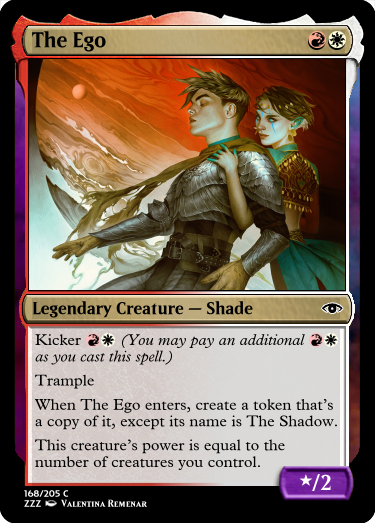 The Ego
Legendary Creature — Shade
Kicker (You may pay an additional
as you cast this spell.)
Trample
When The Ego enters, create a token that's
a copy of it, except its name is The Shadow.
This creature's power is equal to the
number of creatures you control.
★/2
168/205 C
ZZZ Valentina Remenar